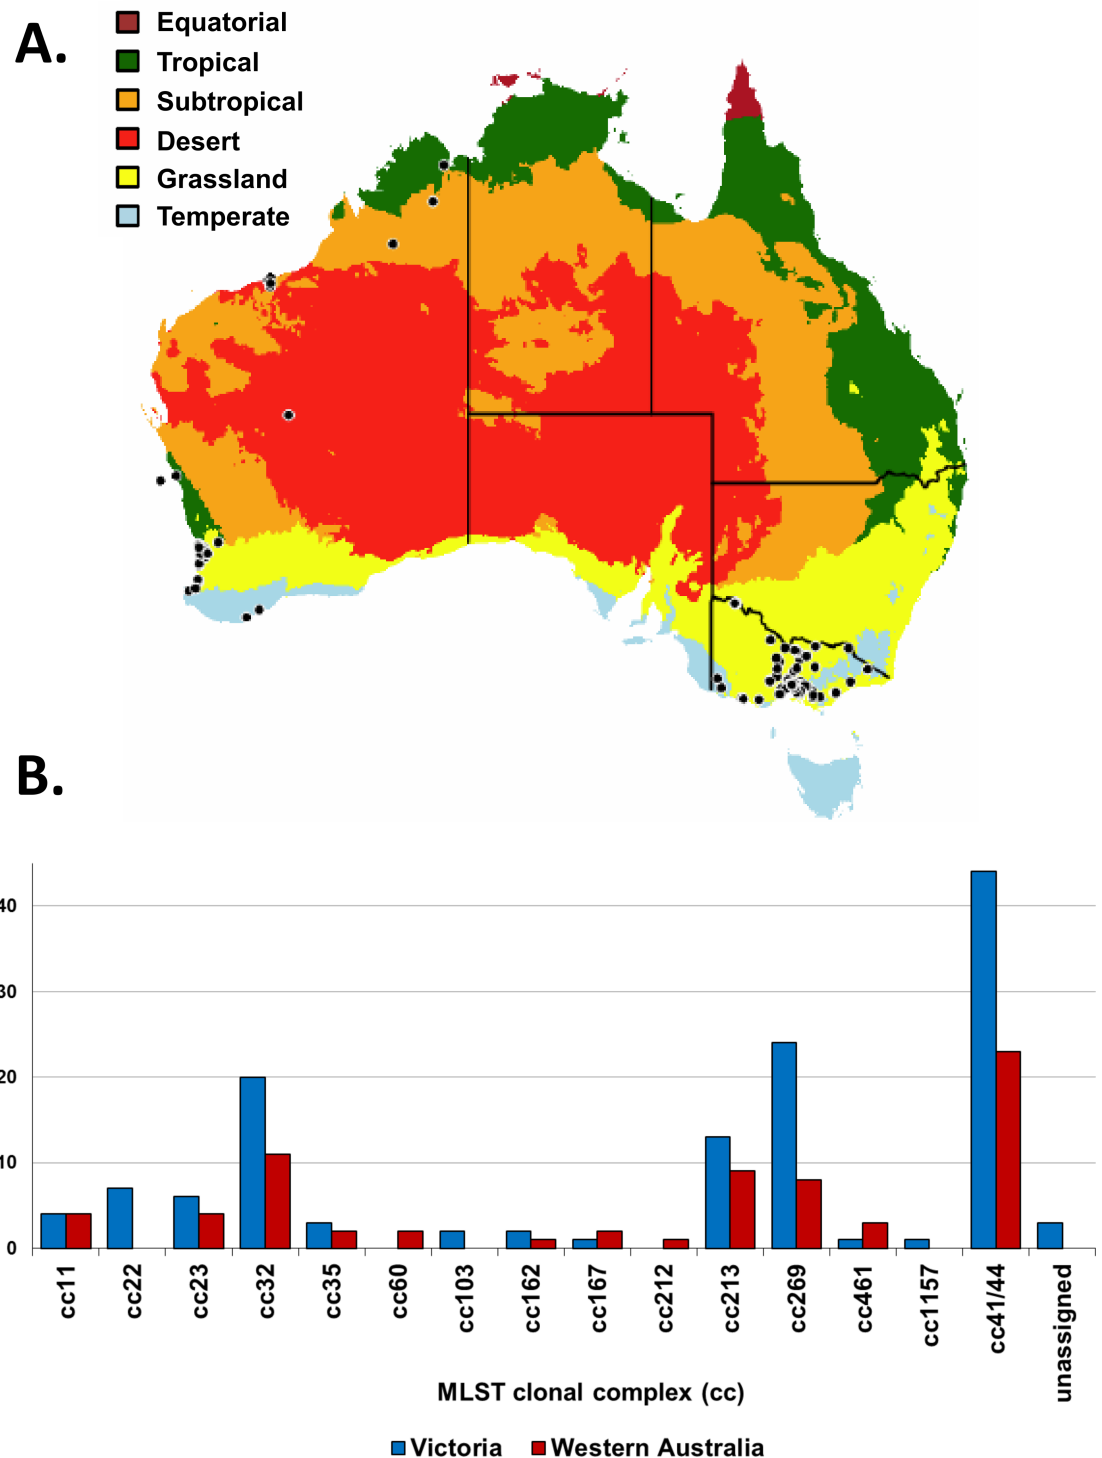 A.
Equatorial
Tropical
Subtropical
Desert
Grassland
Temperate
B.
40
30
20
10
0
cc11 cc22 cc23 cc32 cc35 cc60 cc103 cc162 cc167 cc212 cc213 cc269 cc461 cc1157 cc41/44 unassigned
MLST clonal complex (cc)
Victoria Western Australia